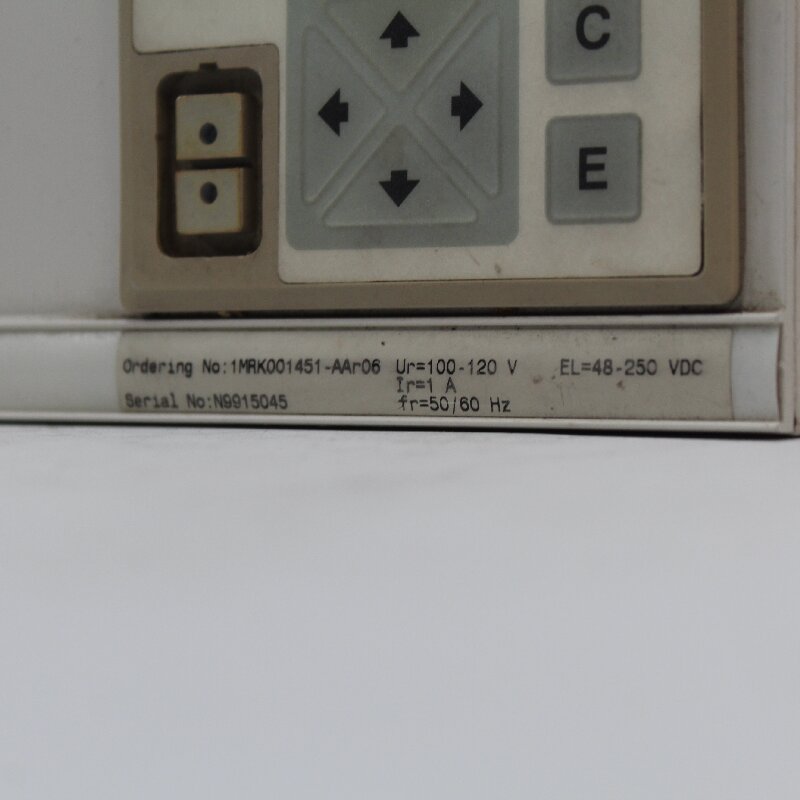 C
E
Ordering No:1MRK001451-AAr06 Ur=100-120 V EL=48-250 VDC
Ir=1 A
Serial No:N9915045 fr=50/60 Hz